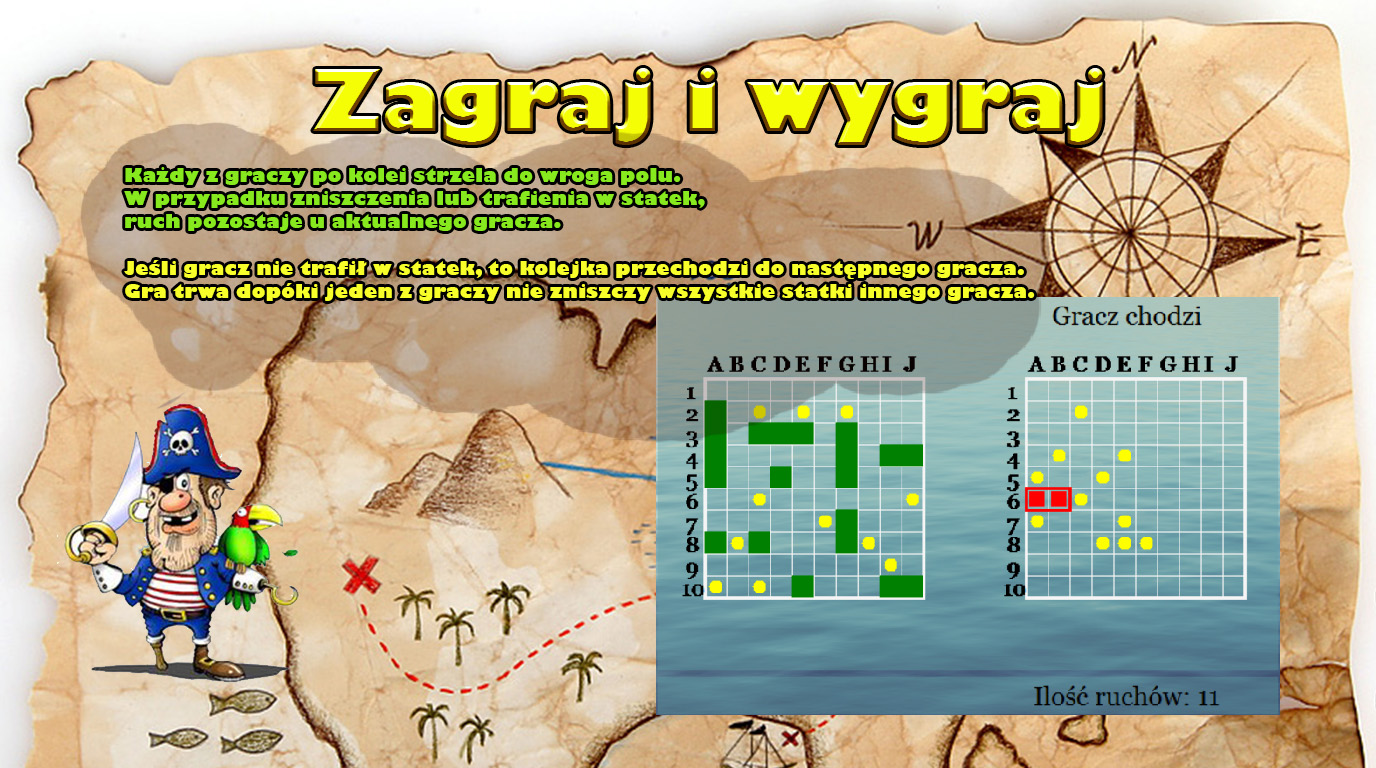 Zagraj i wygraj
Każdy z graczy po kolei strzela do wroga polu.
W przypadku zniszczenia lub trafienia w statek,
ruch pozostaje u aktualnego gracza.
Jeśli gracz nie trafił w statek, to kolejka przechodzi do następnego gracza.
Gra trwa dopóki jeden z graczy nie zniszczy wszystkie statki innego gracza.
N
W
E
Gracz chodzi
A B C D E F G H I J
1
2
3
4
5
6
7
8
9
10
A B C D E F G H I J
1
2
3
4
5
6
7
8
9
10
Ilość ruchów: 11